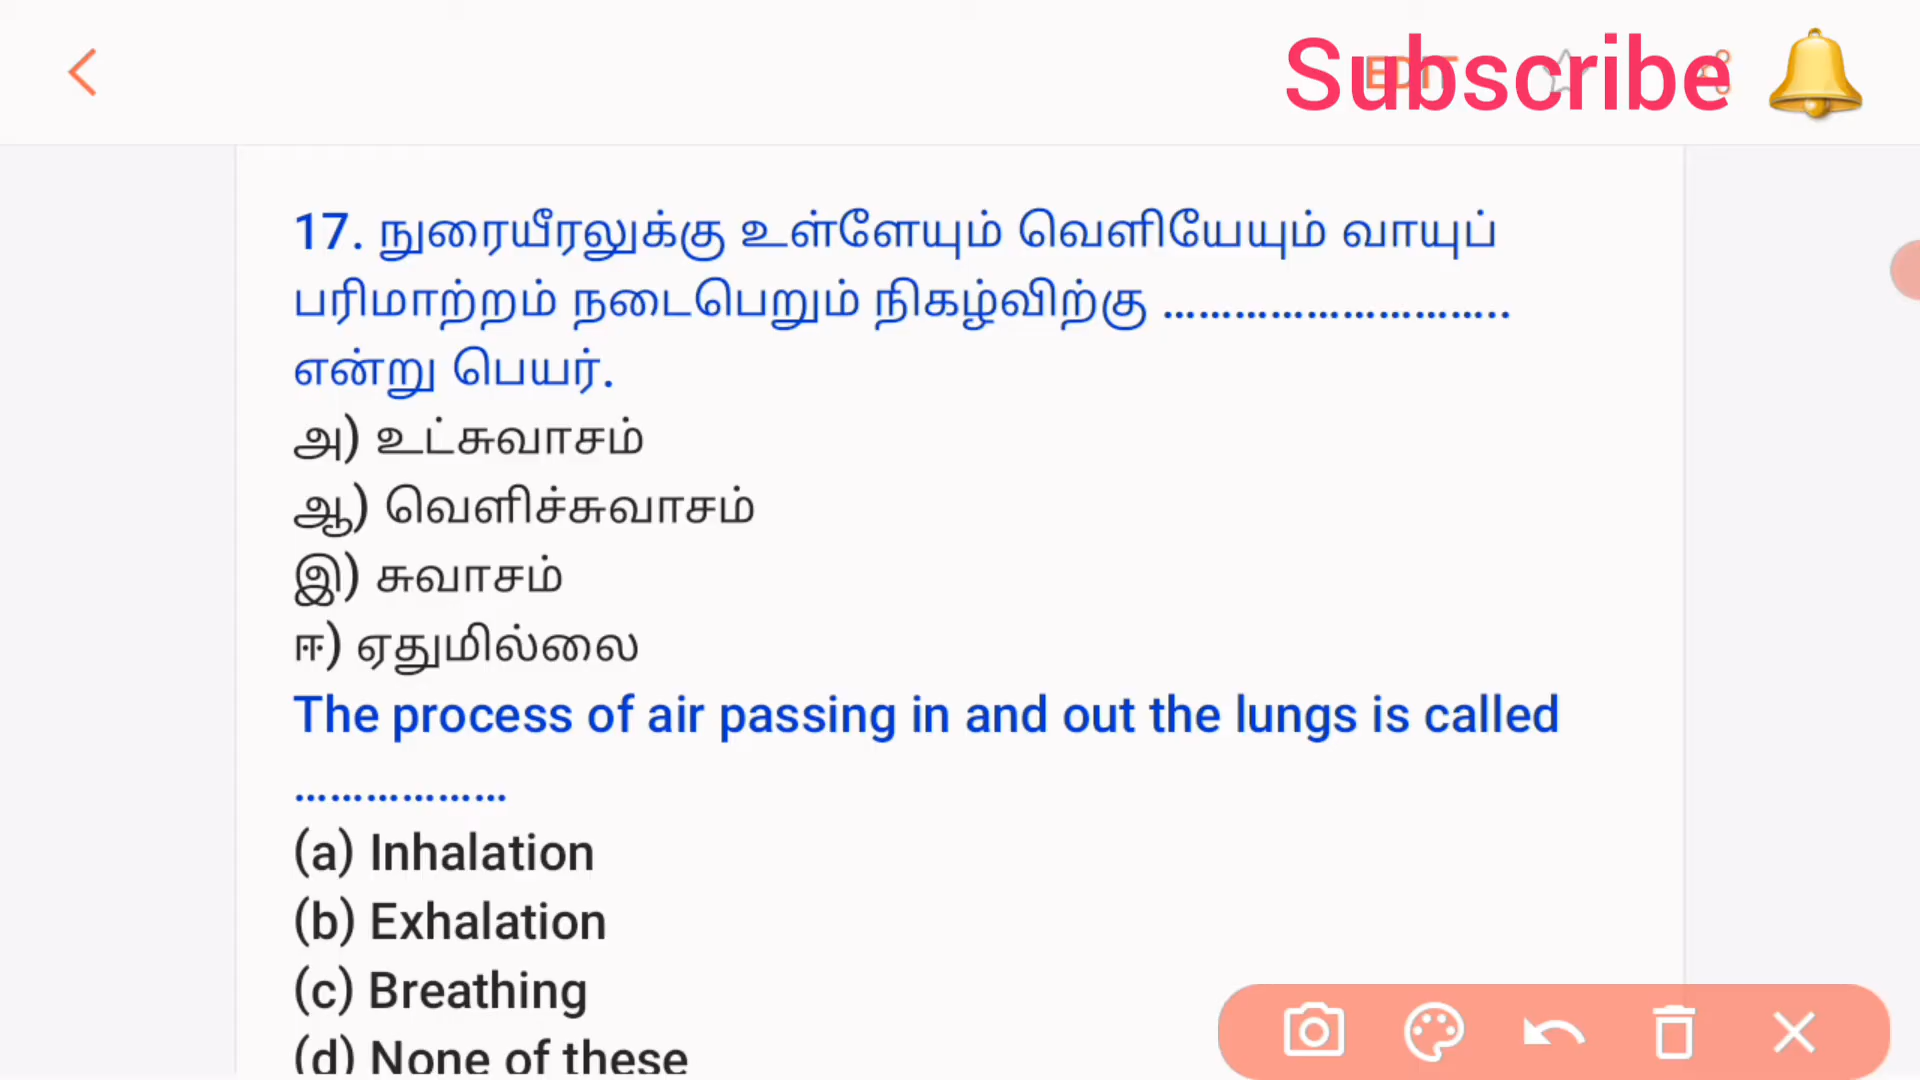 Subscribe 🔔
EDIT
17. நுரையீரலுக்கு உள்ளேயும் வெளியேயும் வாயுப்
பரிமாற்றம் நடைபெறும் நிகழ்விற்கு ............................
என்று பெயர்.
அ) உட்சுவாசம்
ஆ) வெளிச்சுவாசம்
இ) சுவாசம்
ஈ) ஏதுமில்லை
The process of air passing in and out the lungs is called
..................
(a) Inhalation
(b) Exhalation
(c) Breathing
(d) None of these